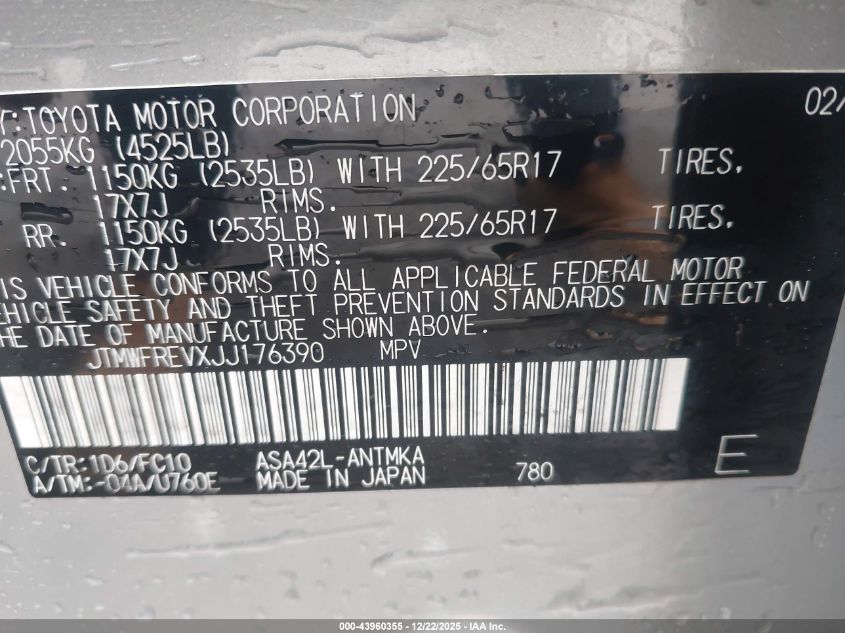 Y:TOYOTA MOTOR CORPORATION 02/
2055KG (4525LB)
:FRT. 1150KG (2535LB) WITH 225/65R17 TIRES.
17X7J RIMS.
RR. 1150KG (2535LB) WITH 225/65R17 TIRES.
17X7J RIMS.
IS VEHICLE CONFORMS TO ALL APPLICABLE FEDERAL MOTOR
EHICLE SAFETY AND THEFT PREVENTION STANDARDS IN EFFECT ON
HE DATE OF MANUFACTURE SHOWN ABOVE.
JTMWFREVXJJ176390 MPV
C/TR:1D6/FC10 ASA42L-ANTMKA 780 E
A/TM:-04A/U760E MADE IN JAPAN
000-43960355 - 12/22/2025 - IAA Inc.